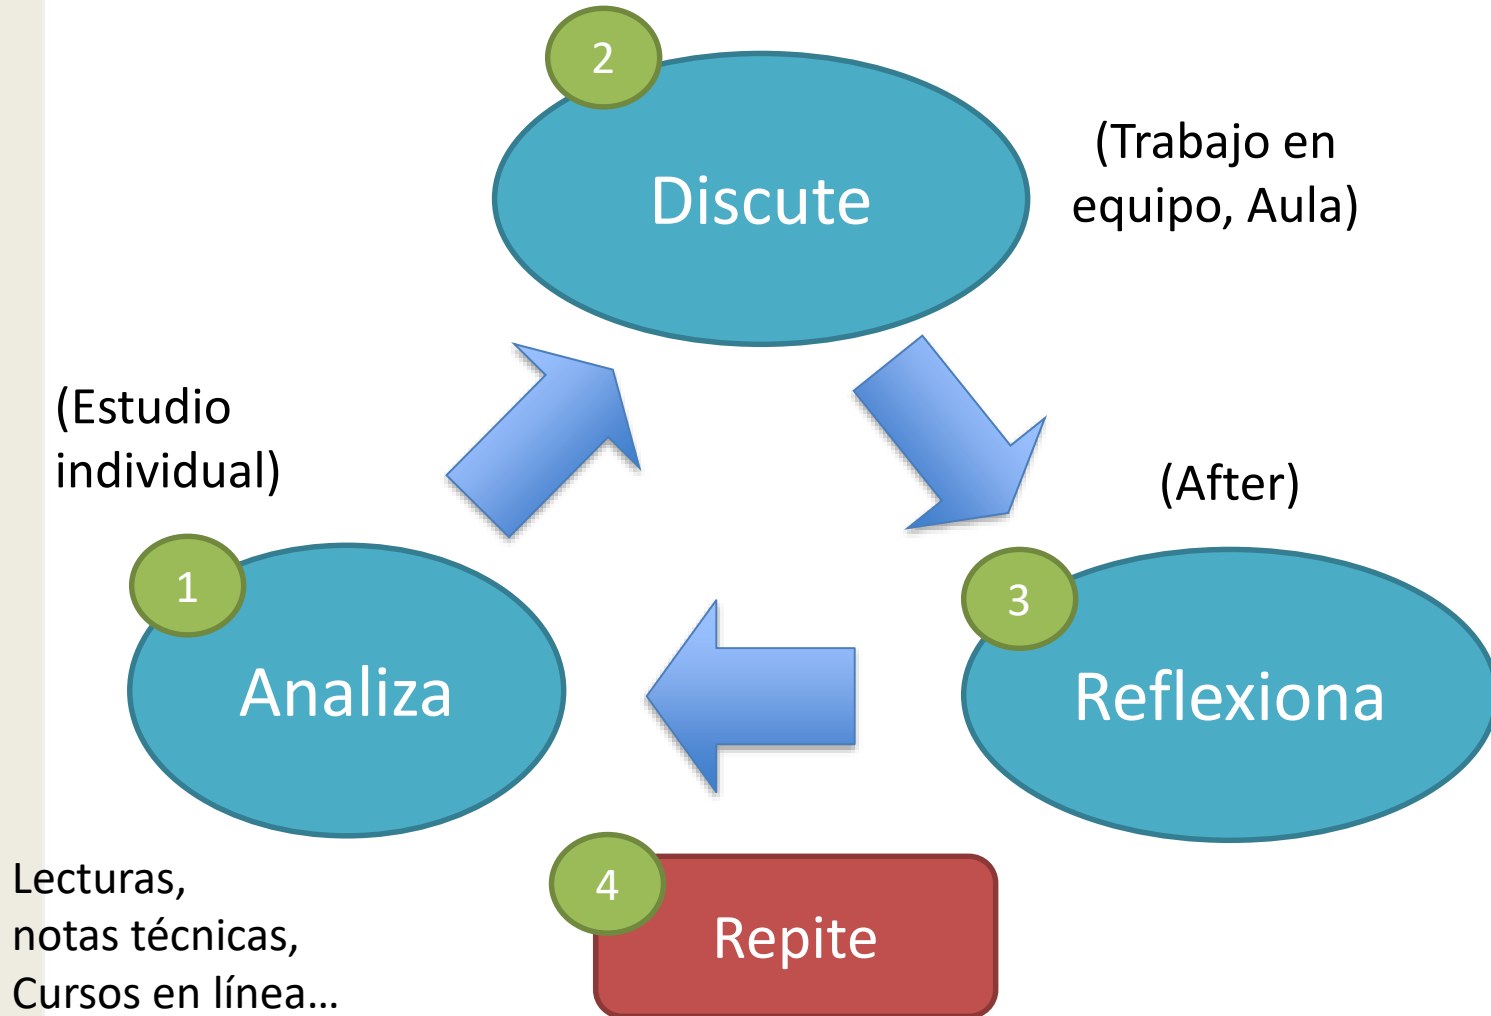 2
Discute
(Trabajo en
equipo, Aula)
(Estudio
individual)
(After)
1
Analiza
3
Reflexiona
Lecturas,
notas técnicas,
Cursos en línea...
4
Repite